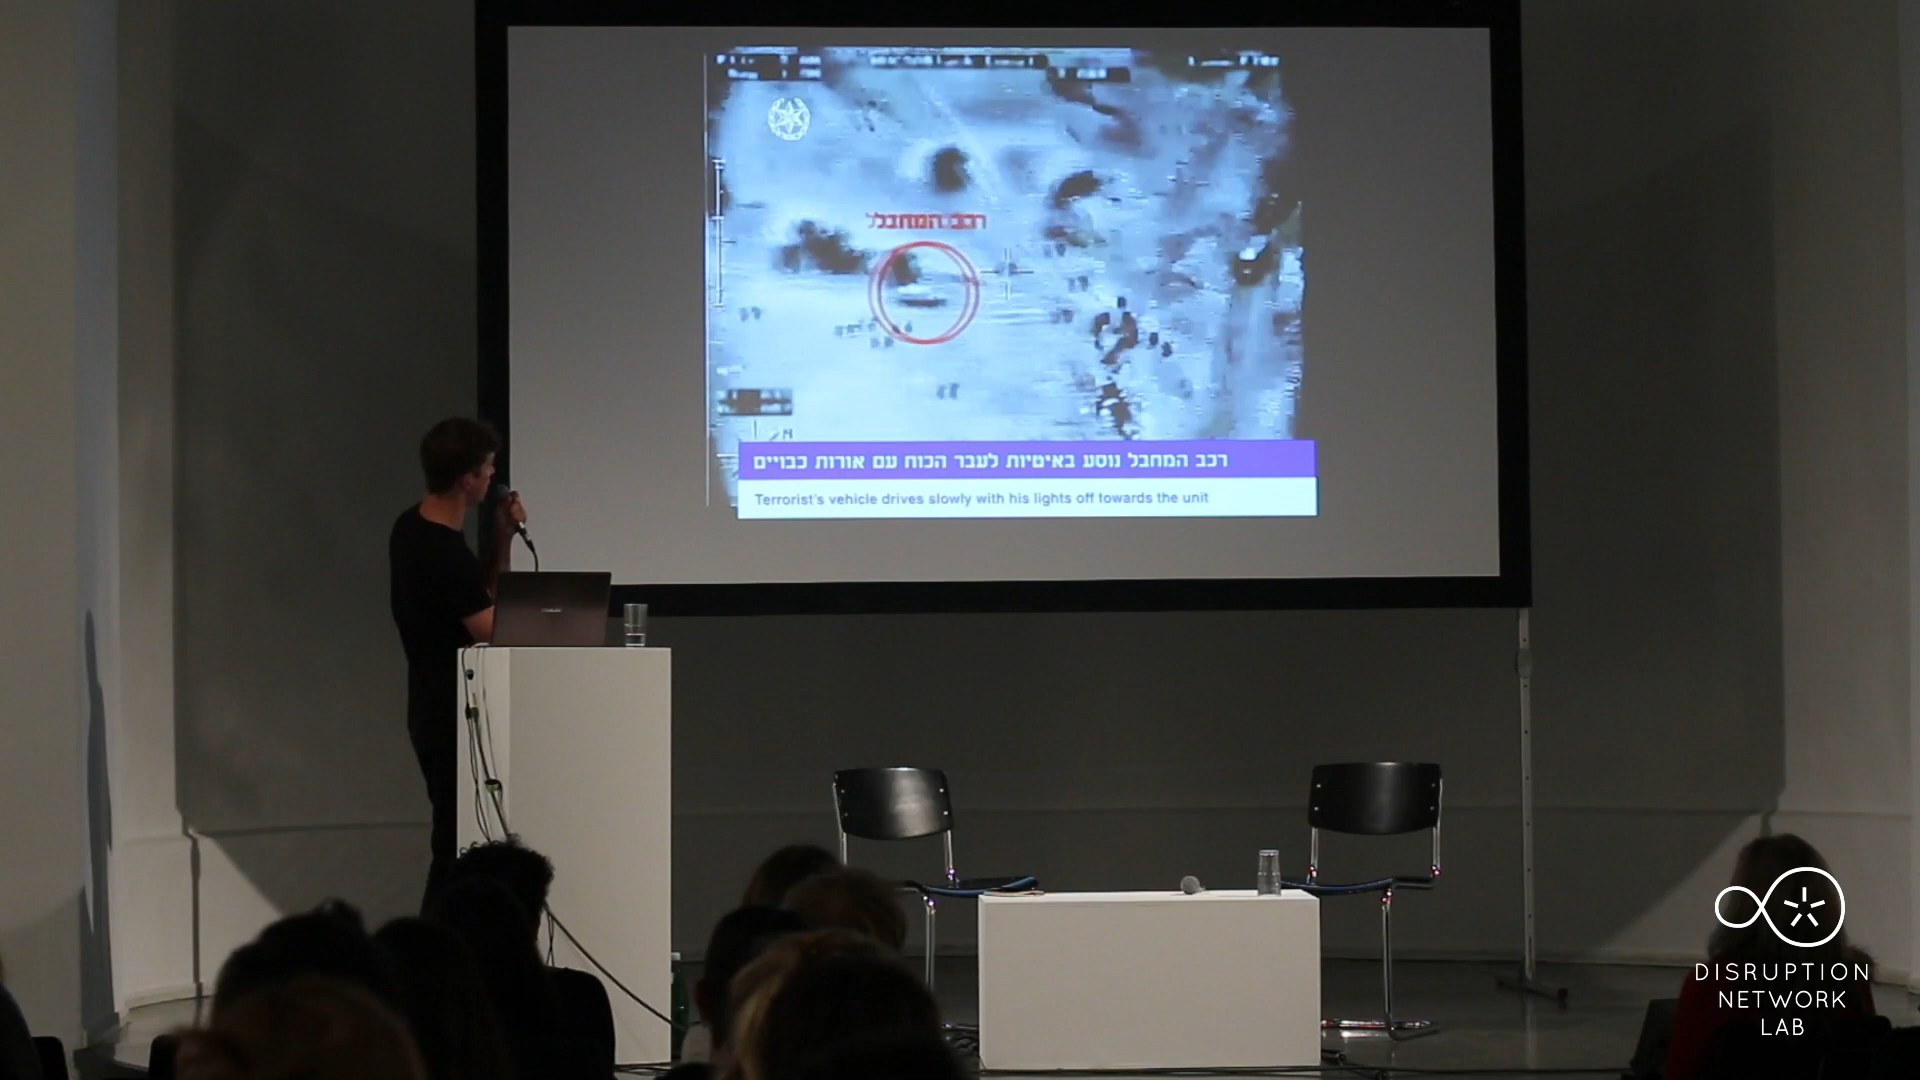 רכב המחבל
רכב המחבל נוסע באיטיות לעבר הכוח עם אורות כבויים
Terrorist's vehicle drives slowly with his lights off towards the unit
DISRUPTION
NETWORK
LAB